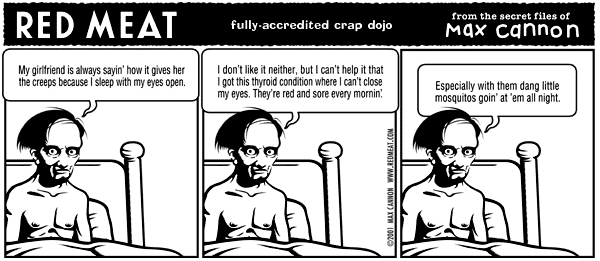 RED MEAT
fully-accredited crap dojo
from the secret files of
max cannon
My girlfriend is always sayin' how it gives her
the creeps because I sleep with my eyes open.
I don't like it neither, but I can't help it that
I got this thyroid condition where I can't close
my eyes. They're red and sore every mornin'.
©2001 MAX CANNON WWW.REDMEAT.COM
Especially with them dang little
mosquitos goin' at 'em all night.